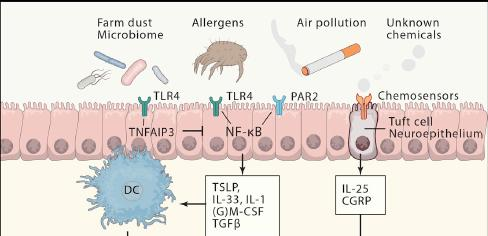 Farm dust
Microbiome
Allergens
Air pollution
Unknown
chemicals
TLR4
TLR4
PAR2
Chemosensors
TNFAIP3
NF-κB
Tuft cell
Neuroepithelium
DC
TSLP,
IL-33, IL-1
(G)M-CSF
TGFβ
IL-25
CGRP